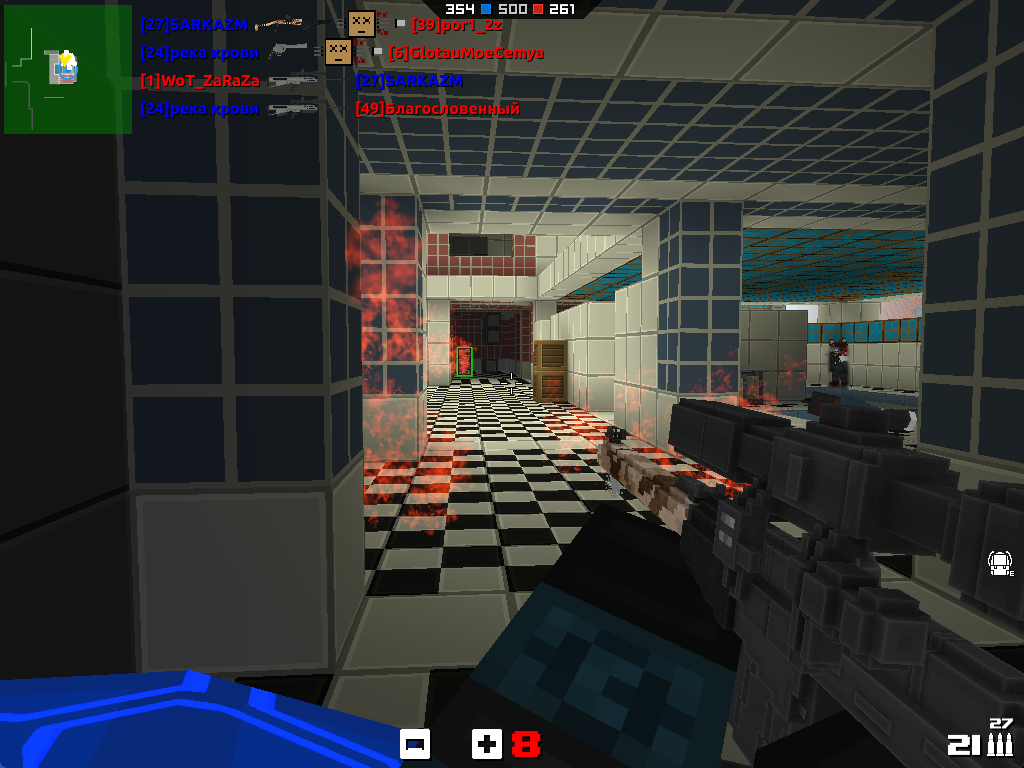 354 500 261
[27]SARKAZM [39]por1_2z
[24]река крови [6]GlotauMoeCemya
[1]WoT_ZaRaZa [27]SARKAZM
[24]река крови [49]Благословенный
E
8
27
21